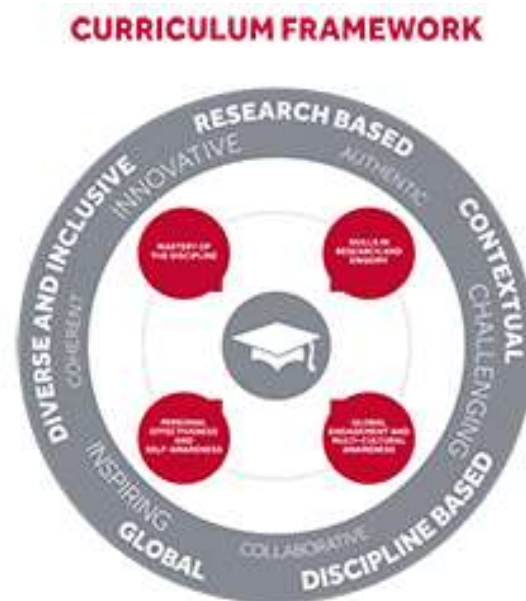 CURRICULUM FRAMEWORK
RESEARCH BASED
INNOVATIVE
AUTHENTIC
DIVERSE AND INCLUSIVE
COHERENT
CONTEXTUAL
CHALLENGING
MASTERY OF
THE DISCIPLINE
SKILLS IN
RESEARCH AND
ENQUIRY
PERSONAL
EFFECTIVENESS
AND
SELF-AWARENESS
GLOBAL
ENGAGEMENT AND
MULTI-CULTURAL
AWARENESS
INSPIRING
GLOBAL
COLLABORATIVE
DISCIPLINE BASED